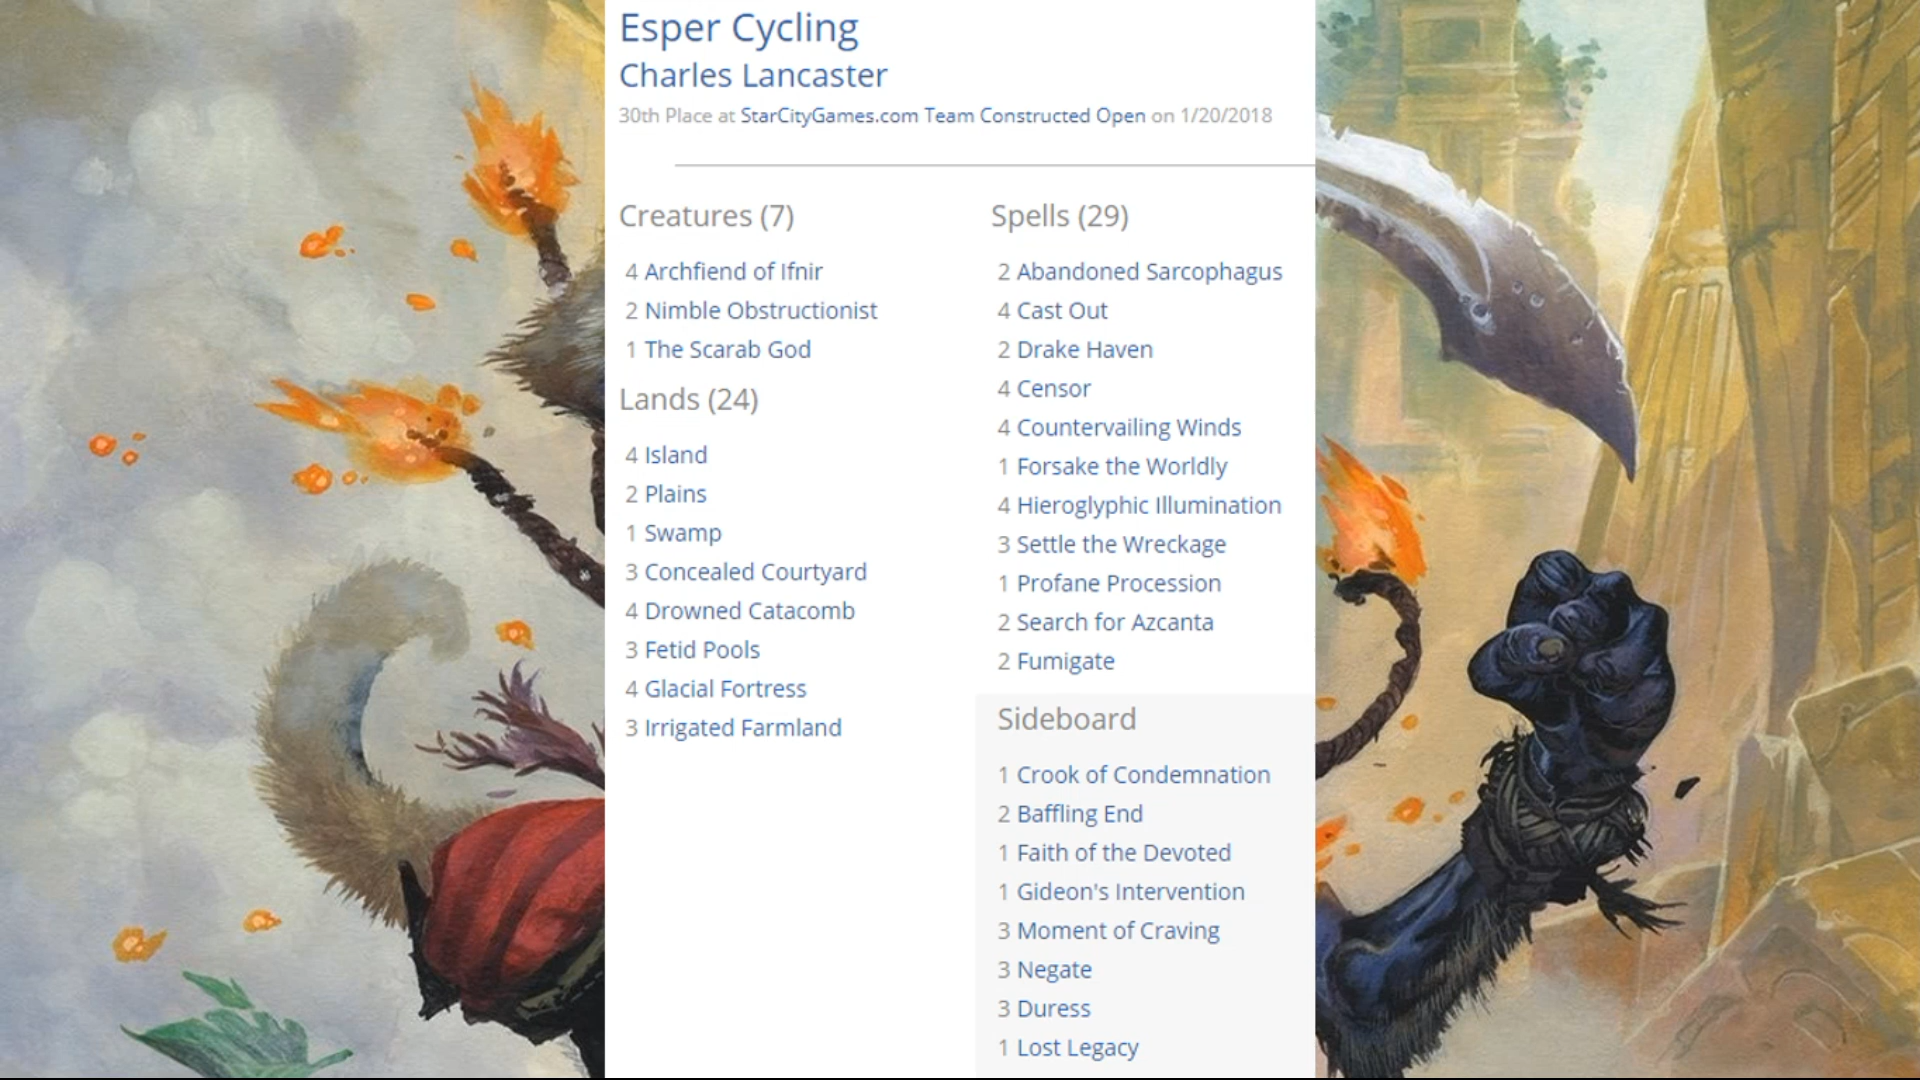 Esper Cycling
Charles Lancaster
30th Place at StarCityGames.com Team Constructed Open on 1/20/2018
Creatures (7)
4 Archfiend of Ifnir
2 Nimble Obstructionist
1 The Scarab God
Lands (24)
4 Island
2 Plains
1 Swamp
3 Concealed Courtyard
4 Drowned Catacomb
3 Fetid Pools
4 Glacial Fortress
3 Irrigated Farmland
Spells (29)
2 Abandoned Sarcophagus
4 Cast Out
2 Drake Haven
4 Censor
4 Countervailing Winds
1 Forsake the Worldly
4 Hieroglyphic Illumination
3 Settle the Wreckage
1 Profane Procession
2 Search for Azcanta
2 Fumigate
Sideboard
1 Crook of Condemnation
2 Baffling End
1 Faith of the Devoted
1 Gideon's Intervention
3 Moment of Craving
3 Negate
3 Duress
1 Lost Legacy